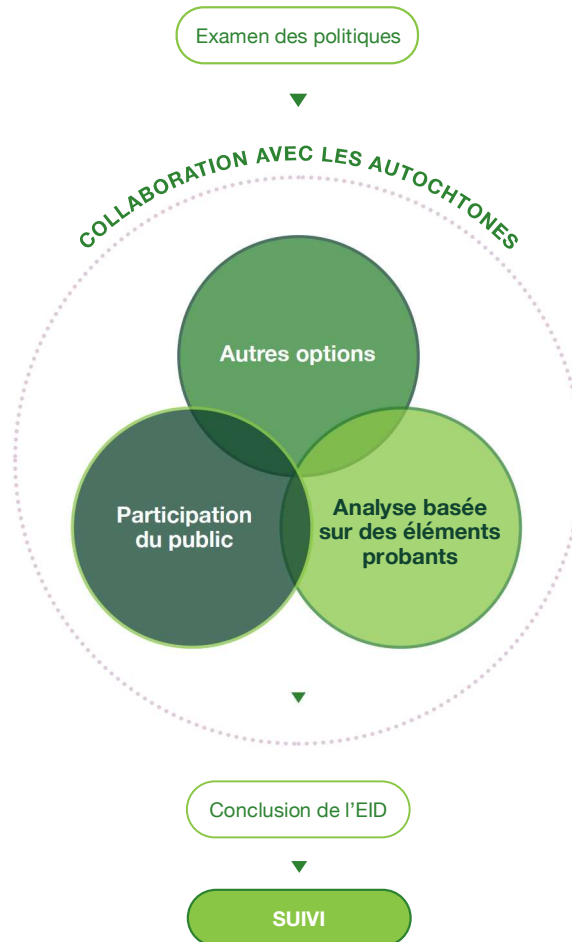 Examen des politiques
COLLABORATION AVEC LES AUTOCHTONES
Autres options
Participation
du public
Analyse basée
sur des éléments
probants
Conclusion de l’EID
SUIVI